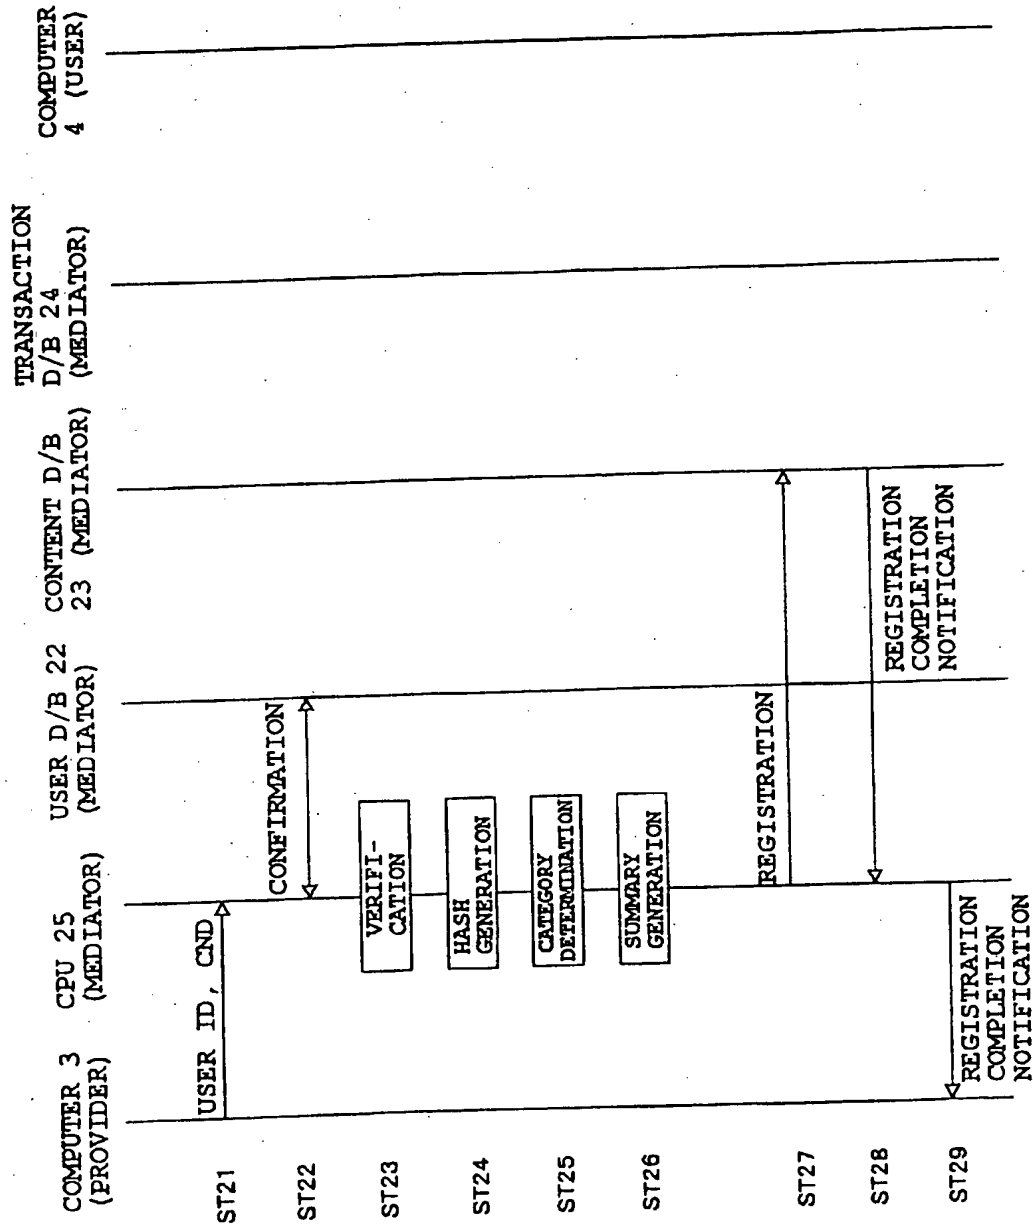 COMPUTER 3
(PROVIDER)
CPU 25
(MEDIATOR)
USER D/B 22
(MEDIATOR)
CONTENT D/B
23 (MEDIATOR)
TRANSACTION
D/B 24
(MEDIATOR)
COMPUTER
4 (USER)
ST21
USER ID, CND
ST22
CONFIRMATION
ST23
VERIFI-
CATION
ST24
HASH
GENERATION
ST25
CATEGORY
DETERMINATION
ST26
SUMMARY
GENERATION
ST27
REGISTRATION
ST28
REGISTRATION
COMPLETION
NOTIFICATION
ST29
REGISTRATION
COMPLETION
NOTIFICATION